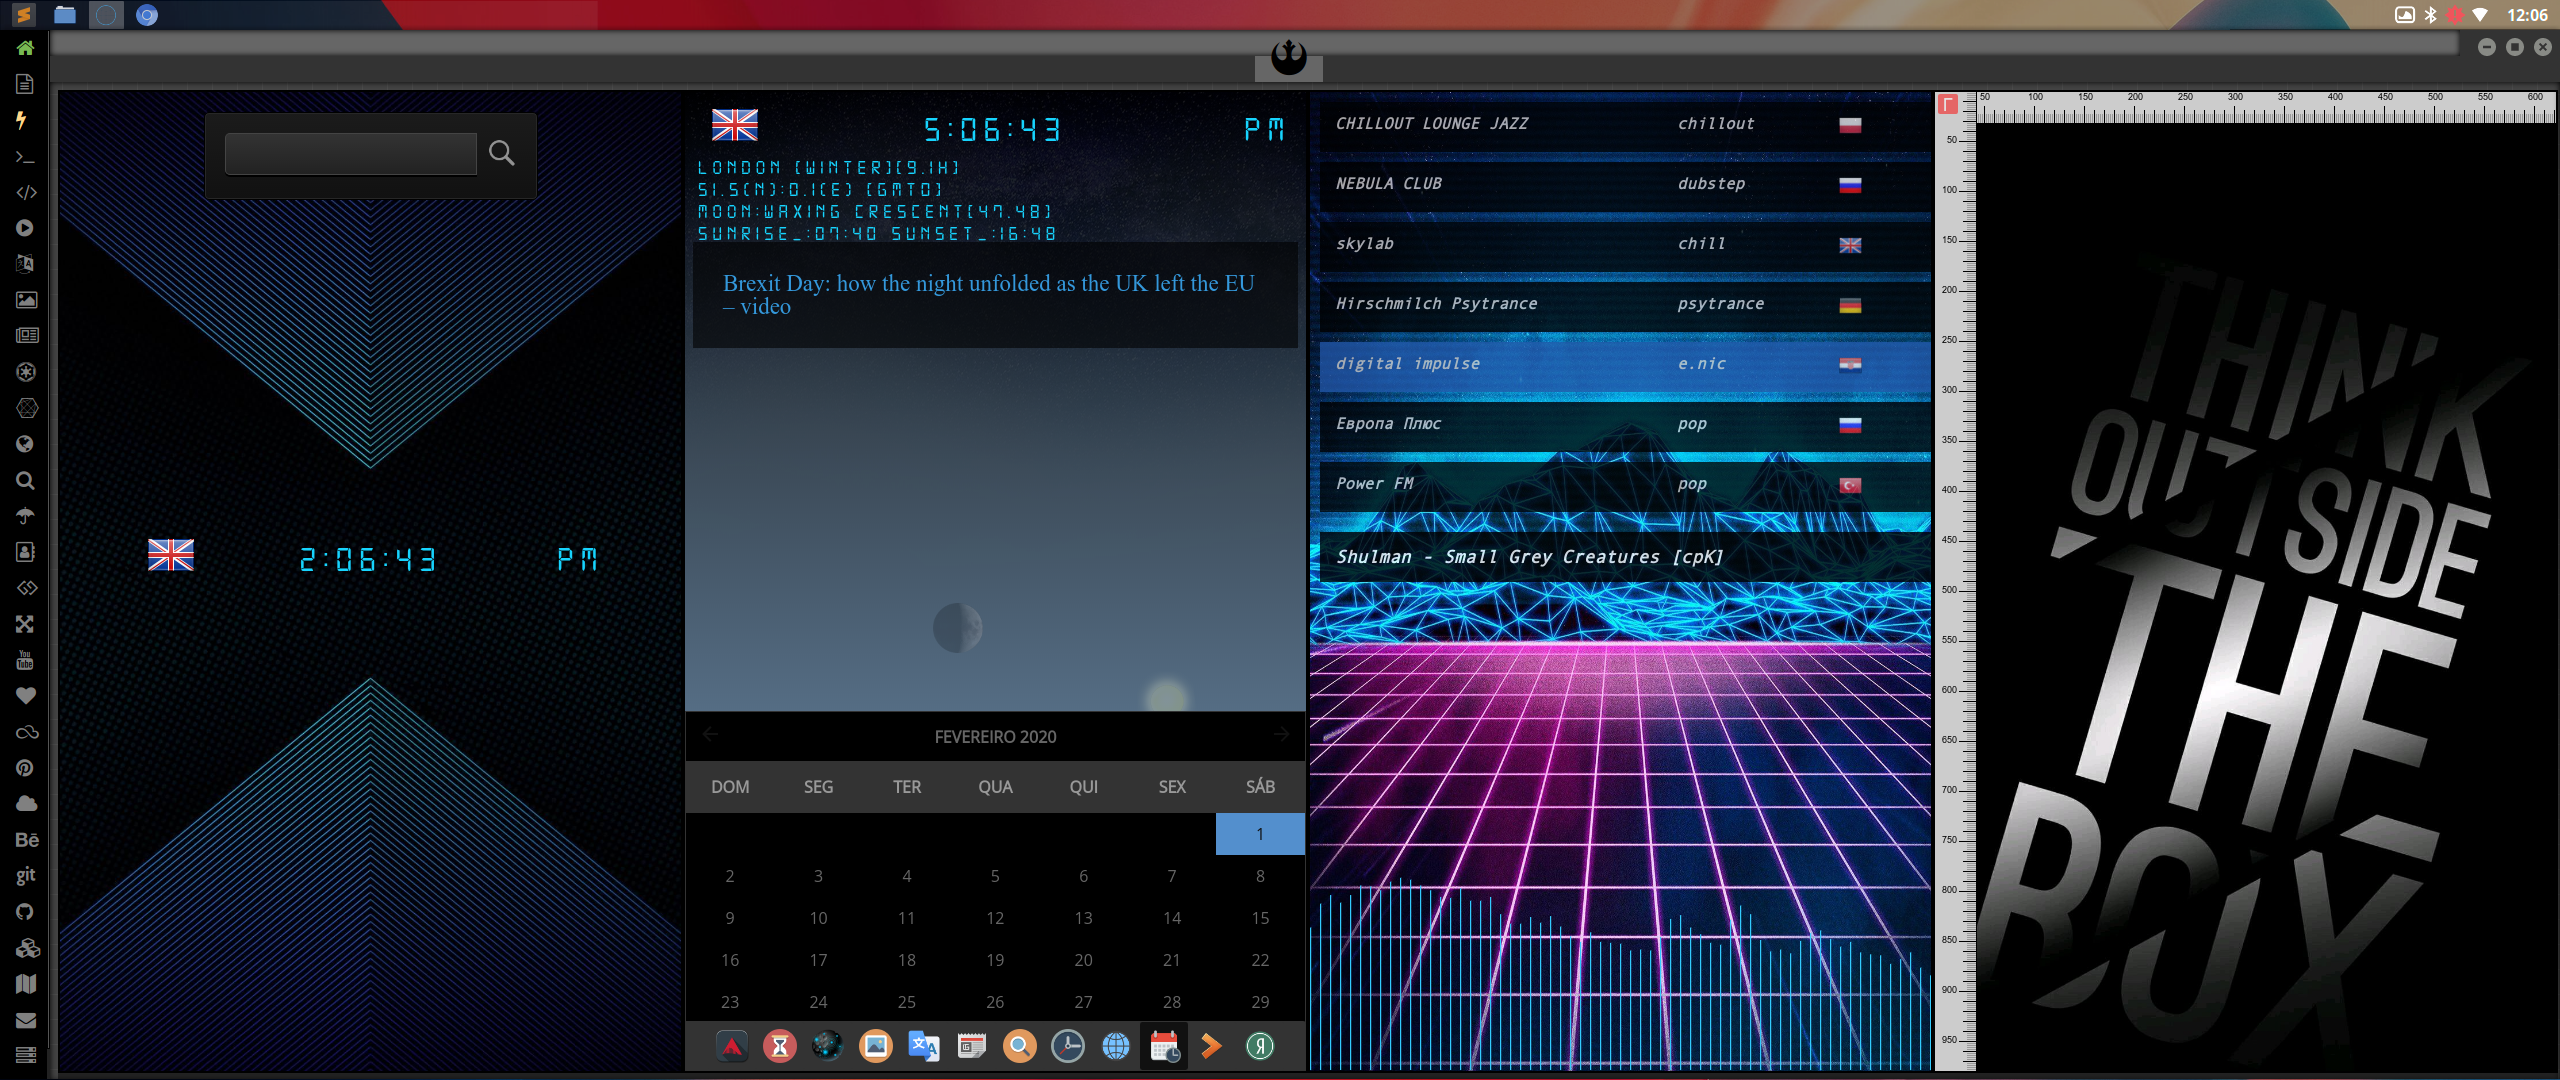 12:06
You
Tube
Bē
git
2:06:43 PM
5:06:43 PM
LONDON [WINTER][9.1H]
51.5(N):0.1(E) [GMT0]
MOON:WAXING CRESCENT[47.48]
SUNRISE_:07:40 SUNSET_:16:48
Brexit Day: how the night unfolded as the UK left the EU
– video
FEVEREIRO 2020
DOM SEG TER QUA QUI SEX SÁB
1
2 3 4 5 6 7 8
9 10 11 12 13 14 15
16 17 18 19 20 21 22
23 24 25 26 27 28 29
CHILLOUT LOUNGE JAZZ chillout
NEBULA CLUB dubstep
skylab chill
Hirschmilch Psytrance psytrance
digital impulse e.nic
Европа Плюс pop
Power FM pop
Shulman - Small Grey Creatures [cpK]
50 100 150 200 250 300 350 400 450 500 550 600
50
100
150
200
250
300
350
400
450
500
550
600
650
700
750
800
850
900
950
THINK
OUTSIDE
THE
BOX